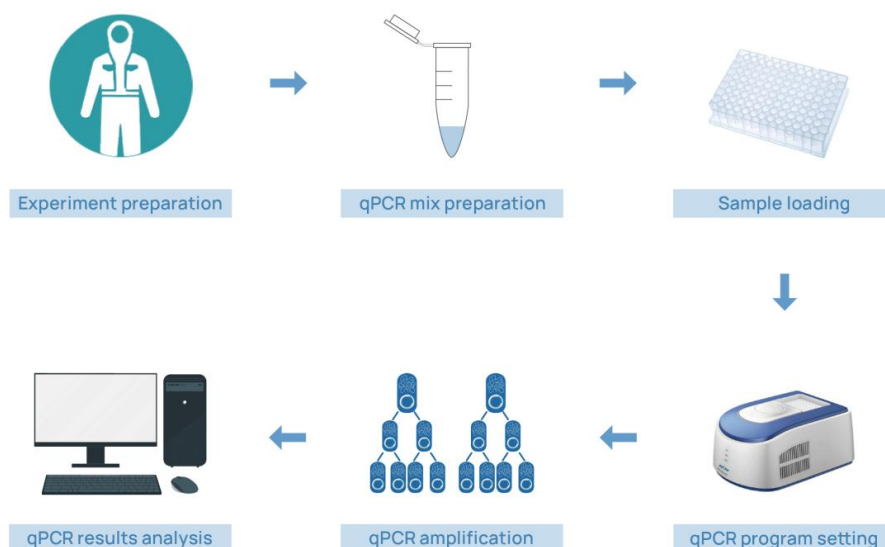 Experiment preparation
qPCR mix preparation
Sample loading
qPCR program setting
qPCR amplification
qPCR results analysis